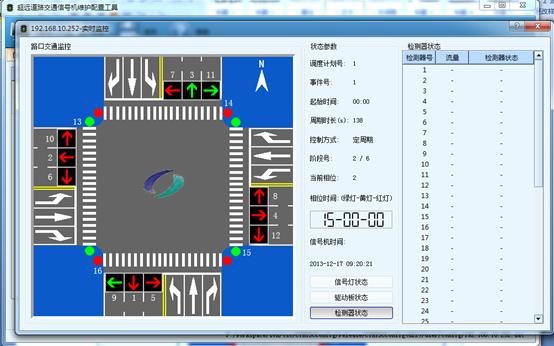 超远道路交通信号机维护配置工具
192.168.10.252-实时监控
路口交通监控
7 3 11
N
14
13
10
2
6
8
4
12
15
16
9 1 5
状态参数
调度计划号: 1
事件号: 1
起始时间: 00:00
周期时长(s): 138
控制方式: 定周期
阶段号: 2 / 6
当前相位: 2
相位时间:(绿灯-黄灯-红灯)
15-00-00
信号机时间:
2013-12-17 09:20:21
信号灯状态
驱动板状态
检测器状态
检测器状态
检测器号 流量 检测器状态
1 - -
2 - -
3 - -
4 - -
5 - -
6 - -
7 - -
8 - -
9 - -
10 - -
11 - -
12 - -
13 - -
14 - -
15 - -
16 - -
17 - -
18 - -
19 - -
20 - -
21 - -
22 - -
23 - -
24 - -
25 - -